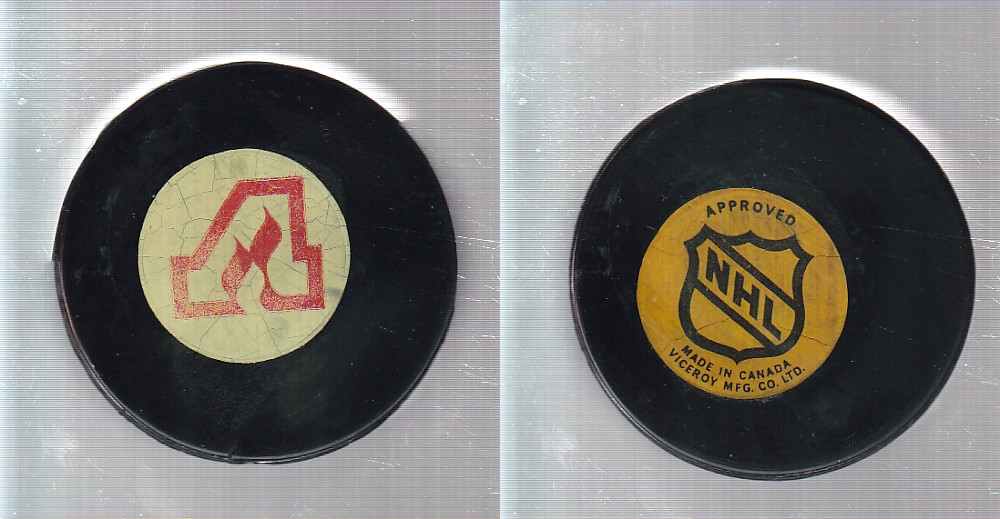 APPROVED
NHL
MADE IN CANADA
VICEROY MFG. CO. LTD.